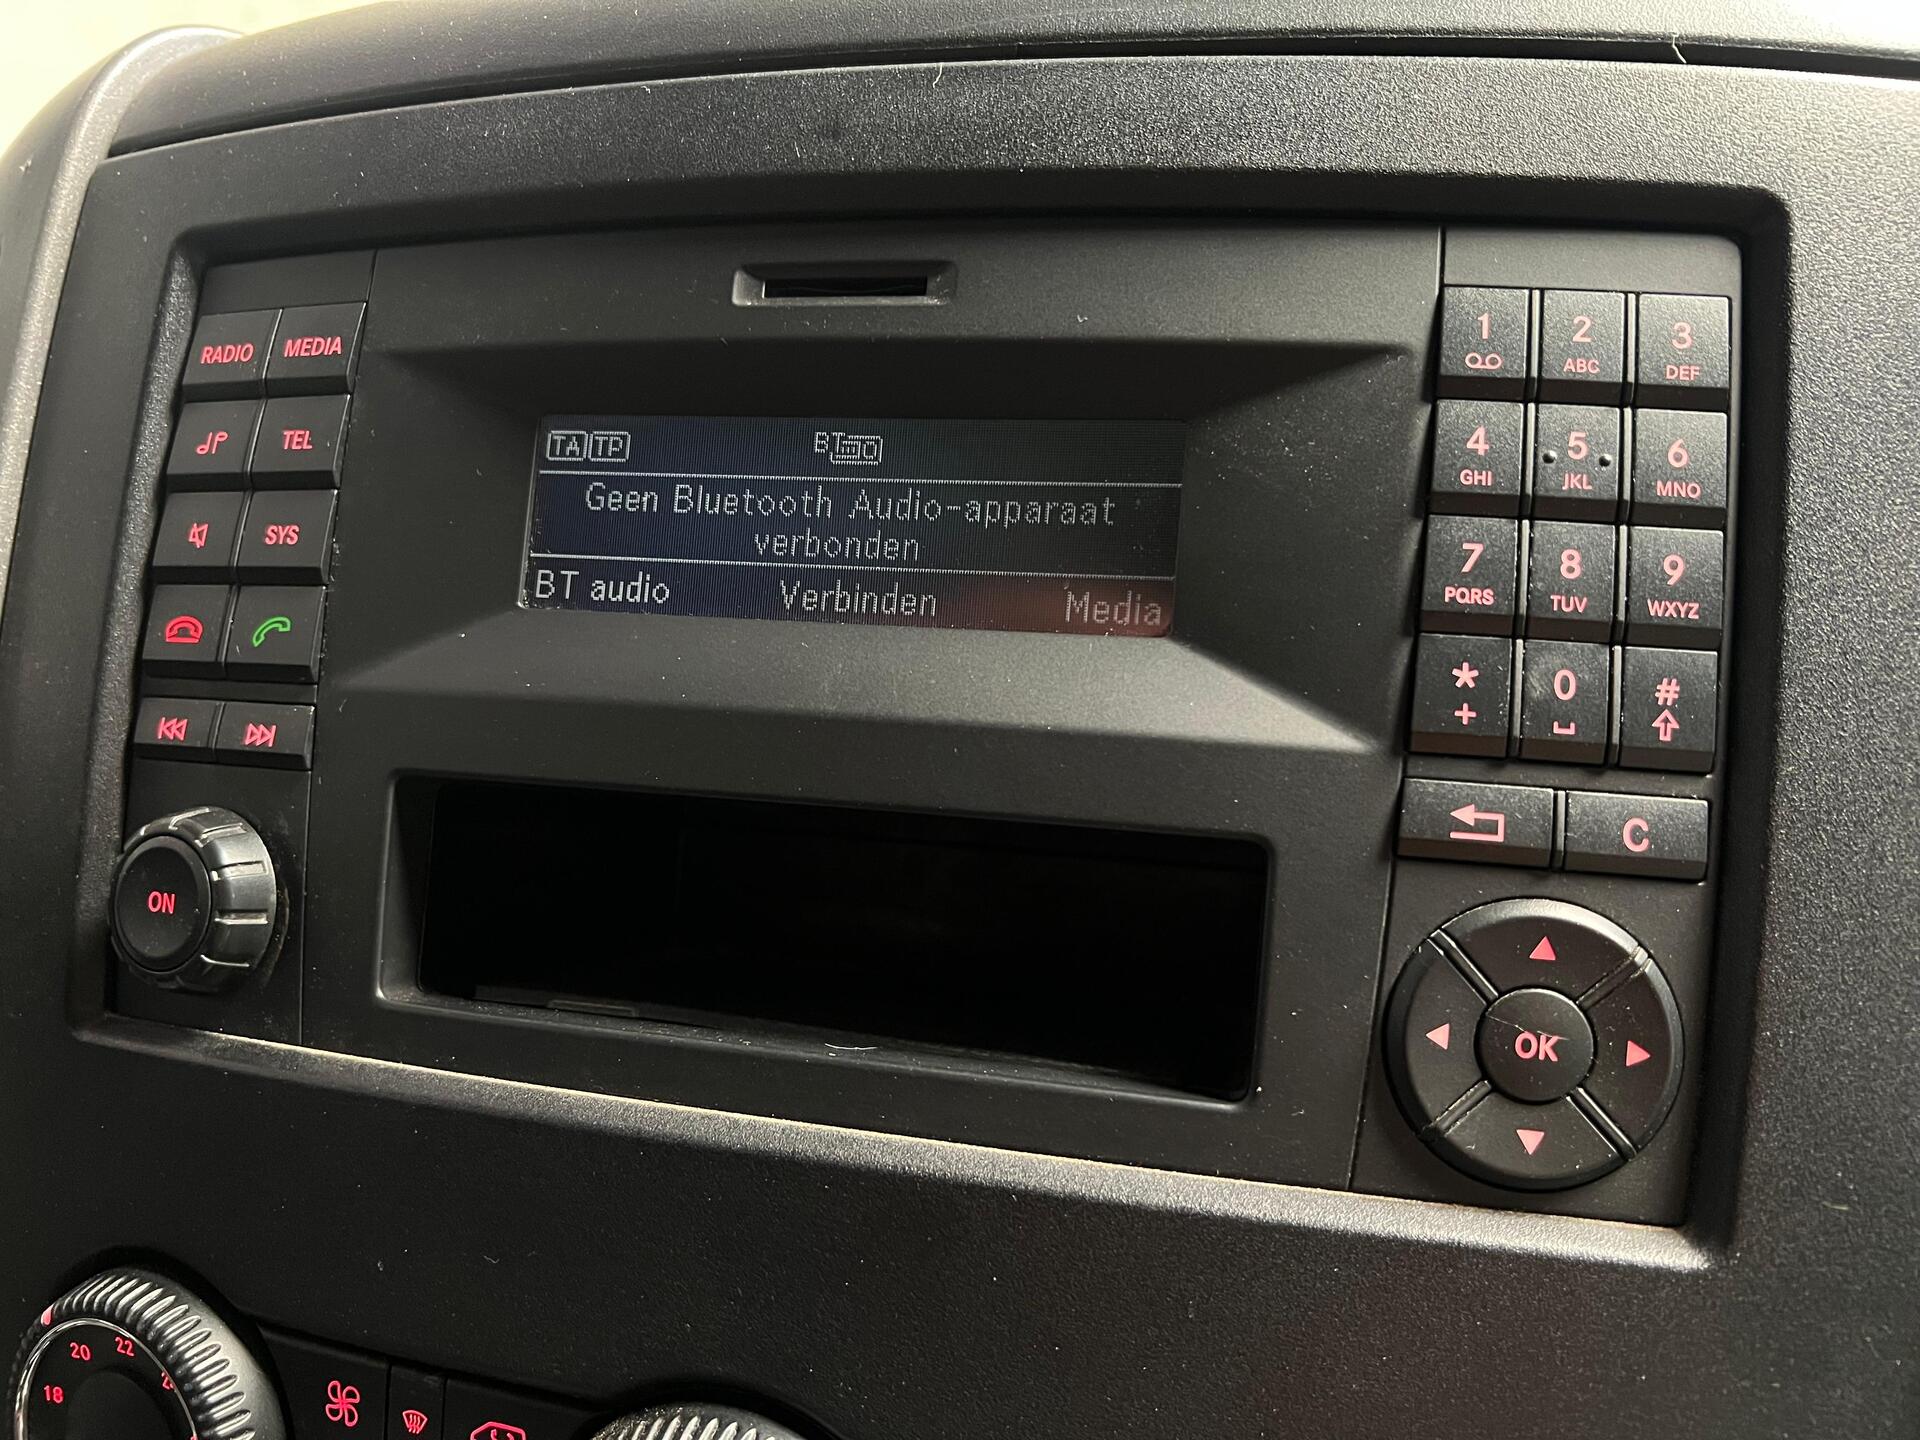 RADIO MEDIA
TEL
SYS
ON
TA TP BT
Geen Bluetooth Audio-apparaat
verbonden
BT audio Verbinden Media
1 2 ABC 3 DEF
4 GHI 5 JKL 6 MNO
7 PQRS 8 TUV 9 WXYZ
* + 0 #
C
OK
18 20 22